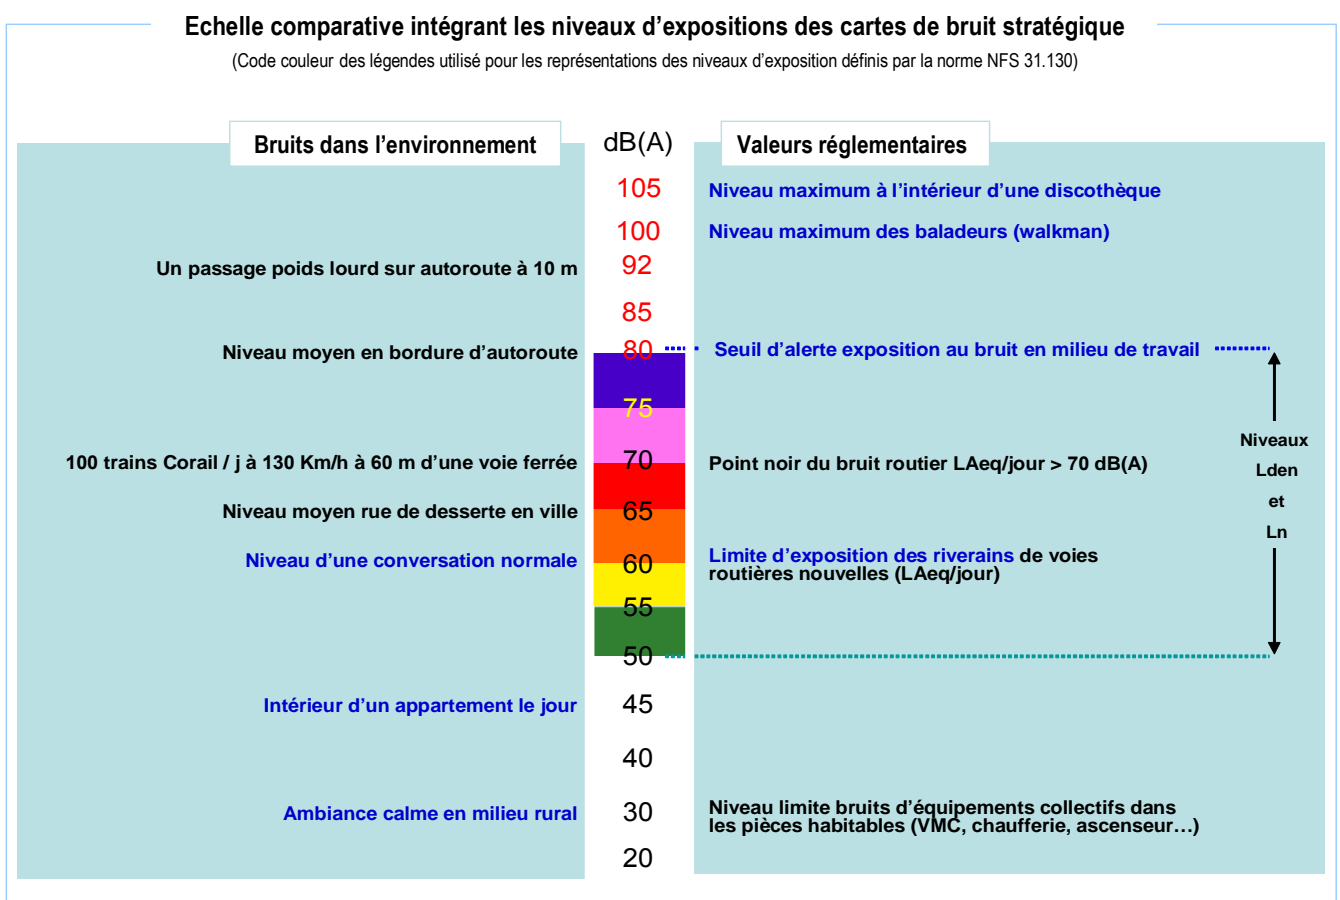 Echelle comparative intégrant les niveaux d'expositions des cartes de bruit stratégique
(Code couleur des légendes utilisé pour les représentations des niveaux d'exposition définis par la norme NFS 31.130)
Bruits dans l'environnement
dB(A)
Valeurs réglementaires
105
Niveau maximum à l'intérieur d'une discothèque
100
Niveau maximum des baladeurs (walkman)
Un passage poids lourd sur autoroute à 10 m
92
85
Niveau moyen en bordure d'autoroute
80
Seuil d'alerte exposition au bruit en milieu de travail
75
100 trains Corail / j à 130 Km/h à 60 m d'une voie ferrée
70
Point noir du bruit routier LAeq/jour > 70 dB(A)
Niveaux
Lden
et
Ln
Niveau moyen rue de desserte en ville
65
Niveau d'une conversation normale
60
Limite d'exposition des riverains de voies
routières nouvelles (LAeq/jour)
55
50
Intérieur d'un appartement le jour
45
40
Ambiance calme en milieu rural
30
Niveau limite bruits d'équipements collectifs dans
les pièces habitables (VMC, chaufferie, ascenseur…)
20